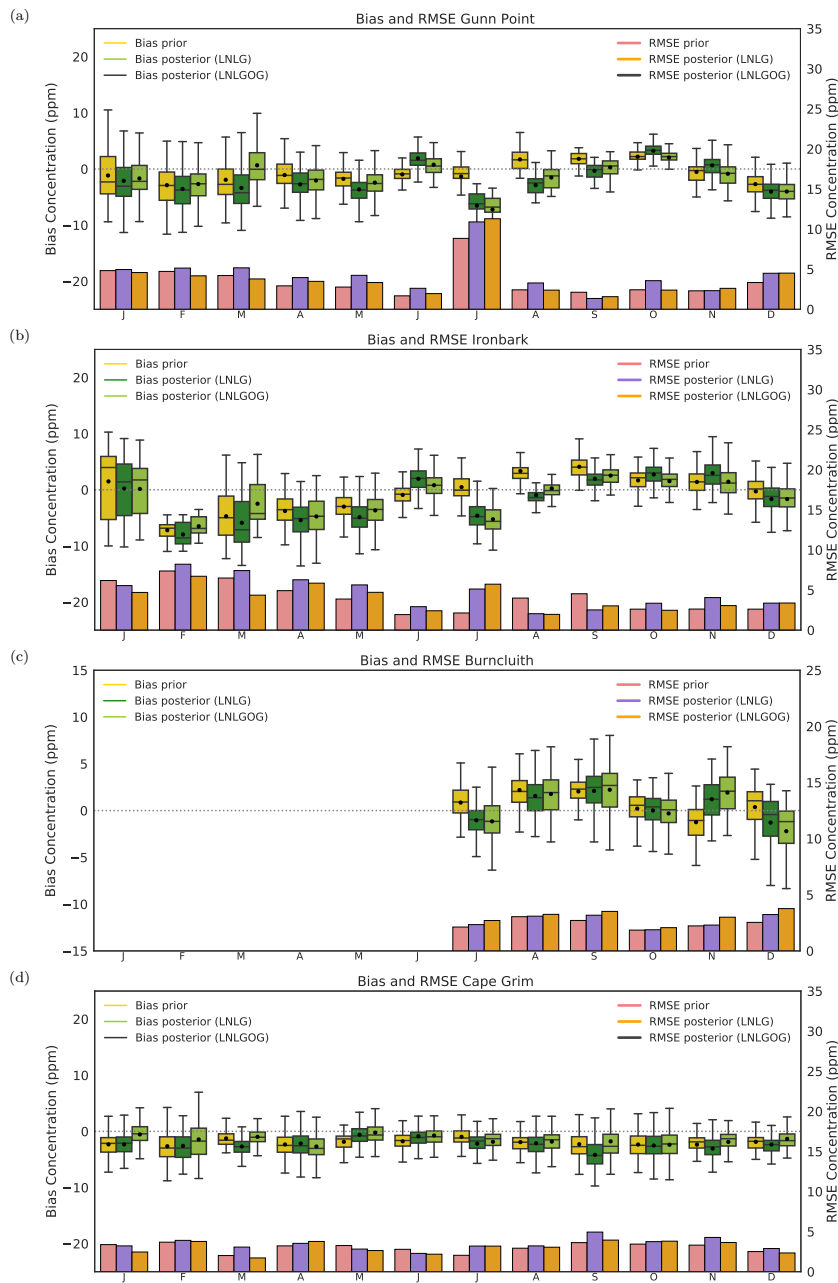 (a)
Bias and RMSE Gunn Point
Bias prior
Bias posterior (LNLG)
Bias posterior (LNLGOG)
RMSE prior
RMSE posterior (LNLG)
RMSE posterior (LNLGOG)
Bias Concentration (ppm)
20
10
0
−10
−20
RMSE Concentration (ppm)
35
30
25
20
15
10
5
0
J F M A M J J A S O N D
(b)
Bias and RMSE Ironbark
Bias prior
Bias posterior (LNLG)
Bias posterior (LNLGOG)
RMSE prior
RMSE posterior (LNLG)
RMSE posterior (LNLGOG)
Bias Concentration (ppm)
20
10
0
−10
−20
RMSE Concentration (ppm)
35
30
25
20
15
10
5
0
J F M A M J J A S O N D
(c)
Bias and RMSE Burncluith
Bias prior
Bias posterior (LNLG)
Bias posterior (LNLGOG)
RMSE prior
RMSE posterior (LNLG)
RMSE posterior (LNLGOG)
Bias Concentration (ppm)
15
10
5
0
−5
−10
−15
RMSE Concentration (ppm)
25
20
15
10
5
0
J F M A M J J A S O N D
(d)
Bias and RMSE Cape Grim
Bias prior
Bias posterior (LNLG)
Bias posterior (LNLGOG)
RMSE prior
RMSE posterior (LNLG)
RMSE posterior (LNLGOG)
Bias Concentration (ppm)
20
10
0
−10
−20
RMSE Concentration (ppm)
35
30
25
20
15
10
5
0
J F M A M J J A S O N D